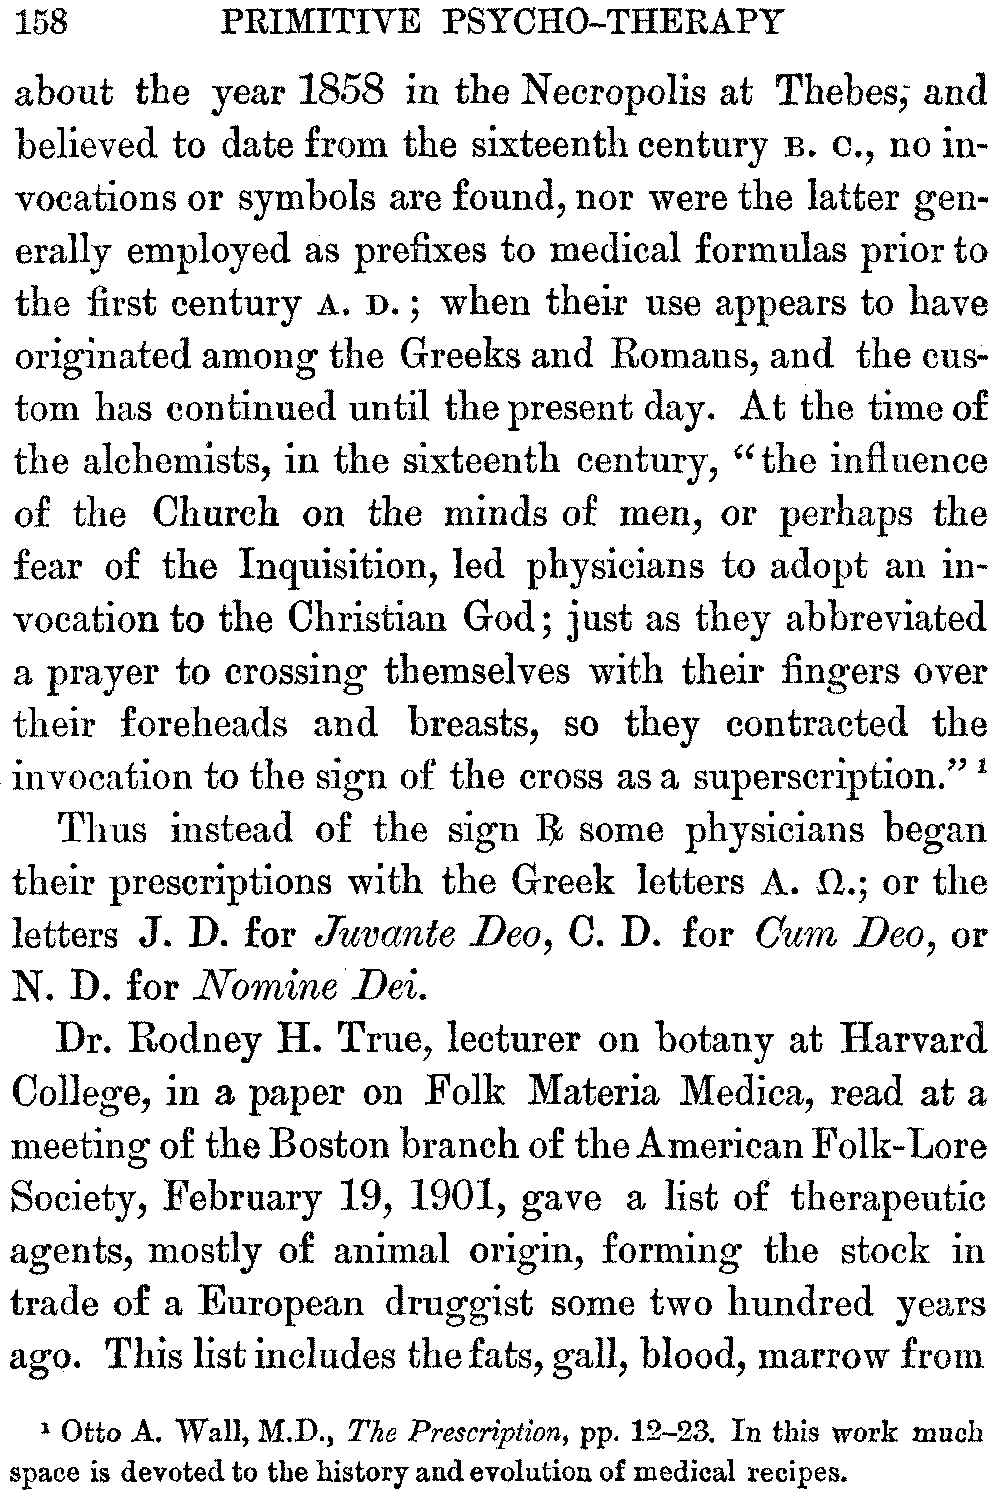 158 PRIMITIVE PSYCHO-THERAPY
about the year 1858 in the Necropolis at Thebes, and
believed to date from the sixteenth century B. C., no in-
vocations or symbols are found, nor were the latter gen-
erally employed as prefixes to medical formulas prior to
the first century A. D.; when their use appears to have
originated among the Greeks and Romans, and the cus-
tom has continued until the present day. At the time of
the alchemists, in the sixteenth century, “the influence
of the Church on the minds of men, or perhaps the
fear of the Inquisition, led physicians to adopt an in-
vocation to the Christian God; just as they abbreviated
a prayer to crossing themselves with their fingers over
their foreheads and breasts, so they contracted the
invocation to the sign of the cross as a superscription.” ¹
Thus instead of the sign ℞ some physicians began
their prescriptions with the Greek letters Α. Ω.; or the
letters J. D. for Juvante Deo, C. D. for Cum Deo, or
N. D. for Nomine Dei.
Dr. Rodney H. True, lecturer on botany at Harvard
College, in a paper on Folk Materia Medica, read at a
meeting of the Boston branch of the American Folk-Lore
Society, February 19, 1901, gave a list of therapeutic
agents, mostly of animal origin, forming the stock in
trade of a European druggist some two hundred years
ago. This list includes the fats, gall, blood, marrow from
¹ Otto A. Wall, M.D., The Prescription, pp. 12–23. In this work much
space is devoted to the history and evolution of medical recipes.